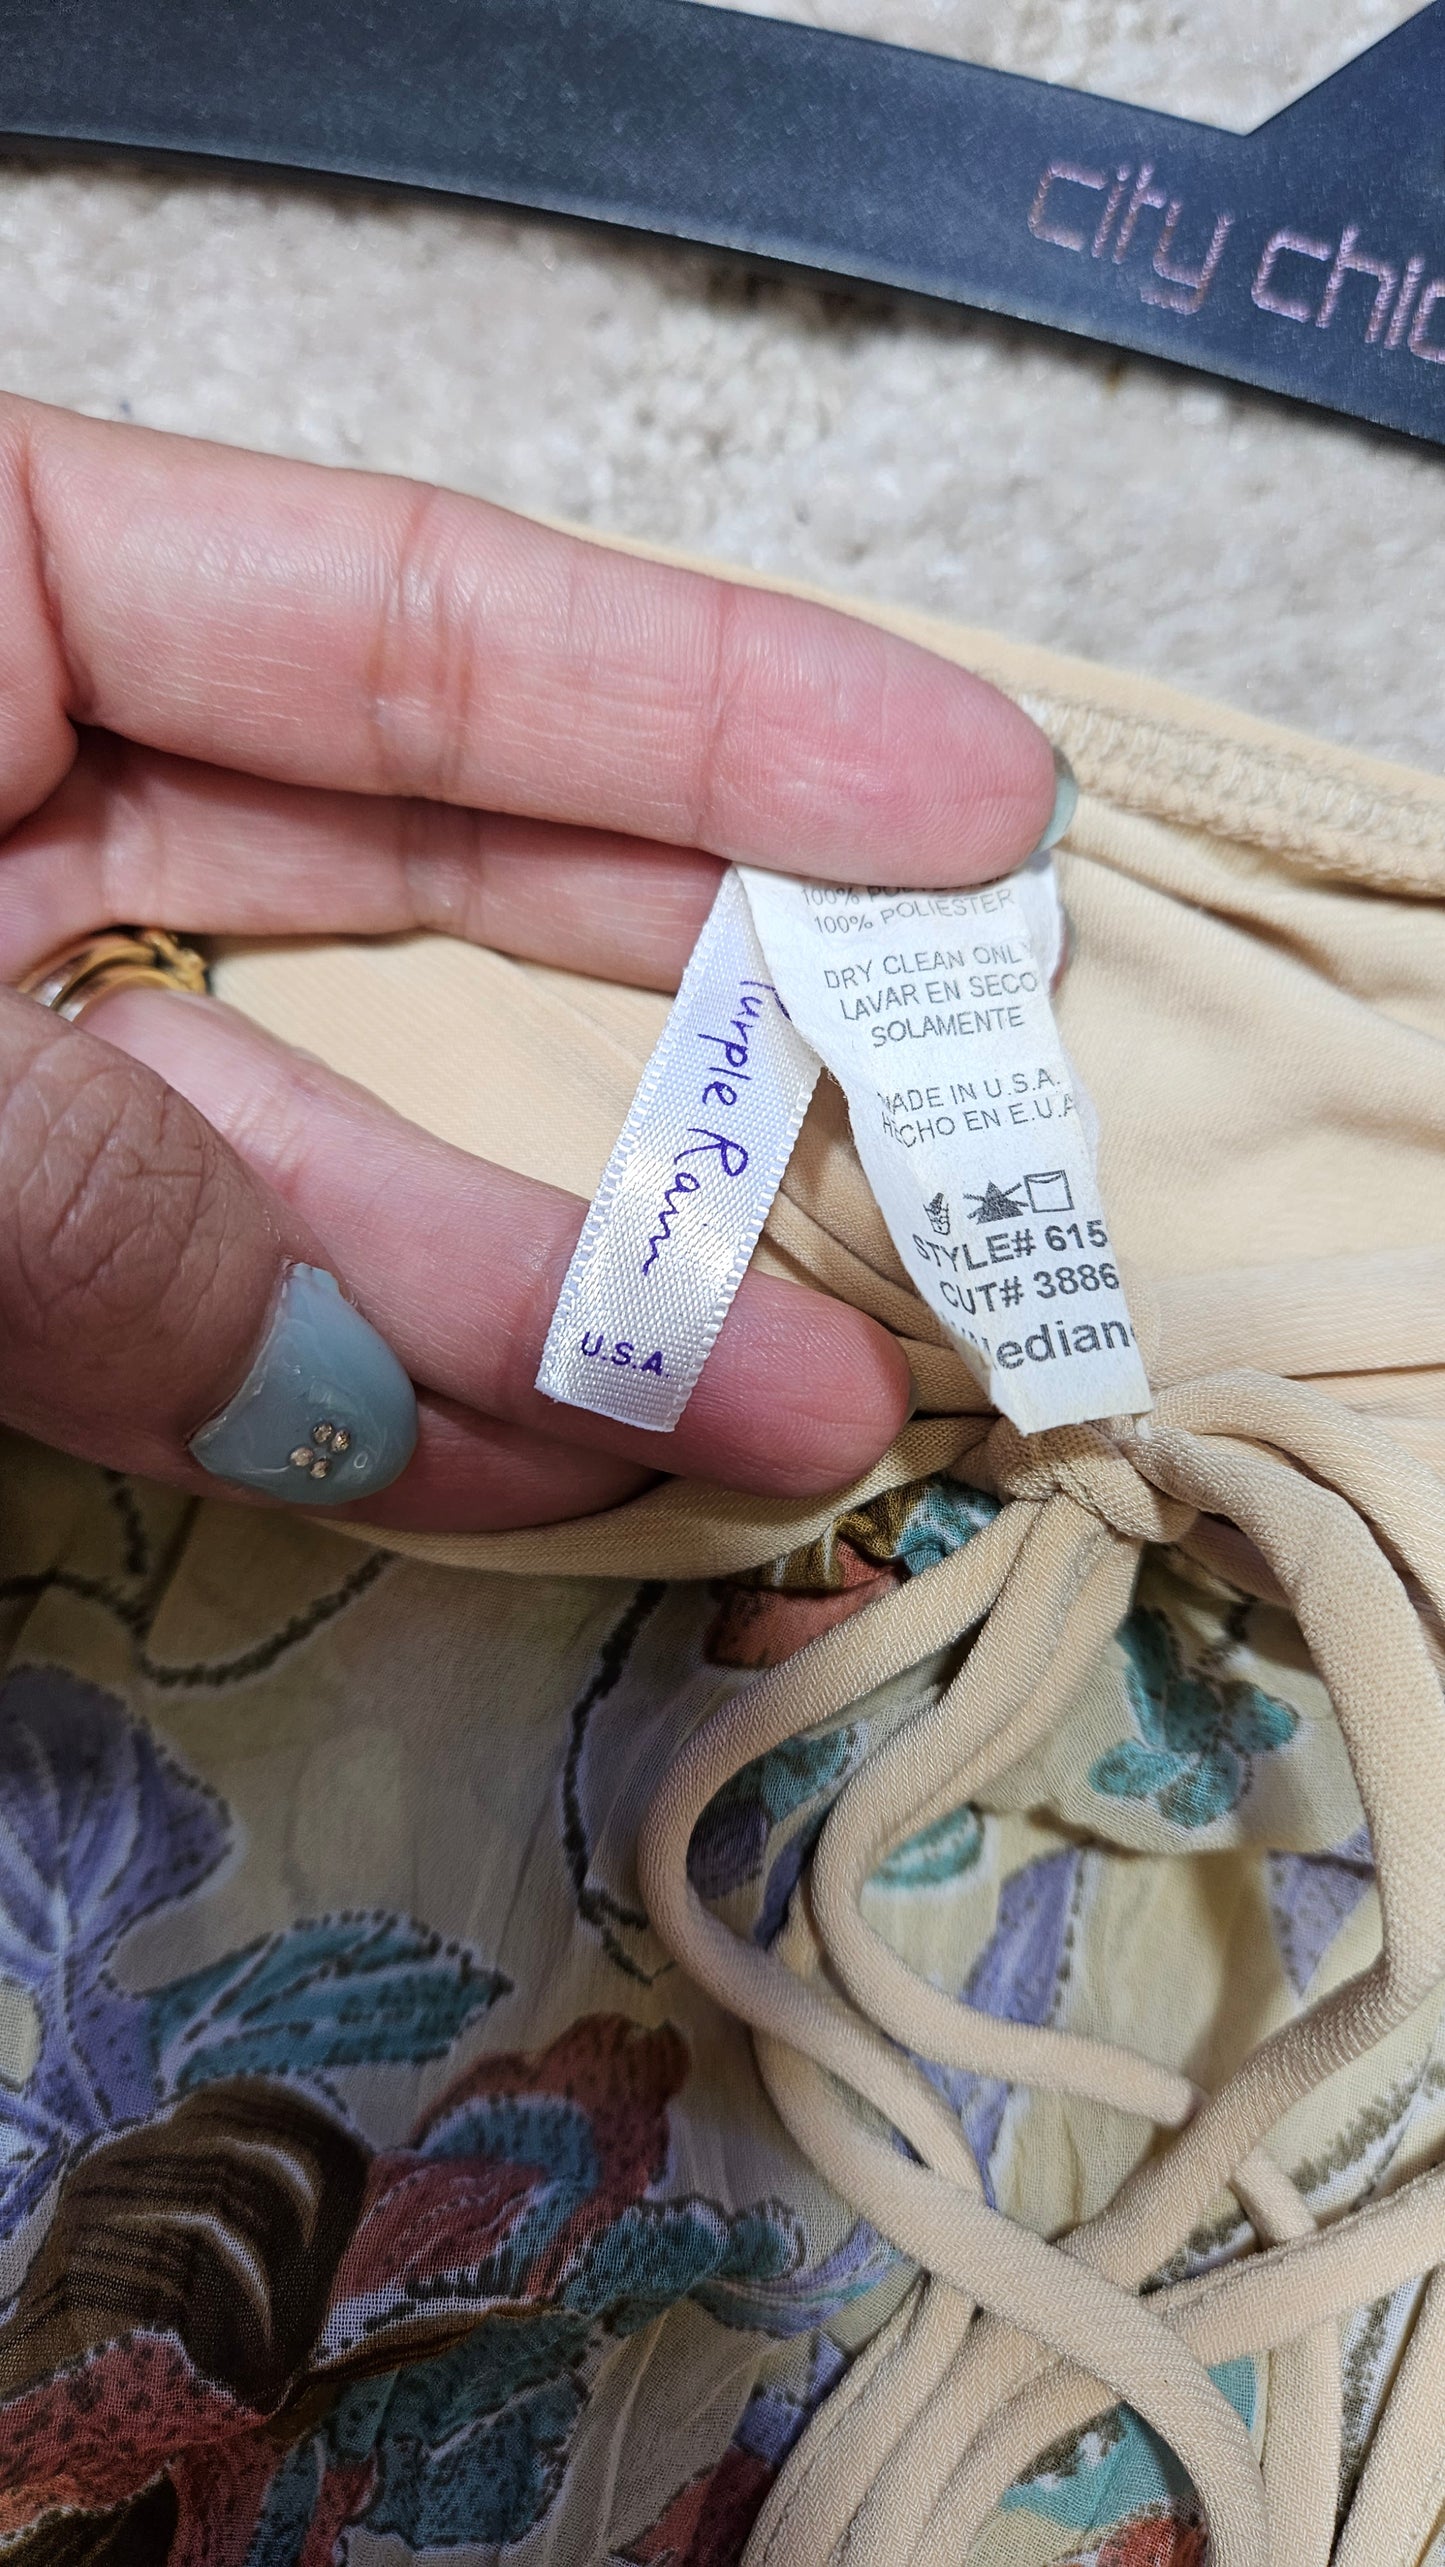 city chic
Purple Rain
U.S.A.
100% POLIESTER
DRY CLEAN ONLY
LAVAR EN SECO
SOLAMENTE
MADE IN U.S.A.
HECHO EN E.U.A
STYLE# 615
CUT# 3886